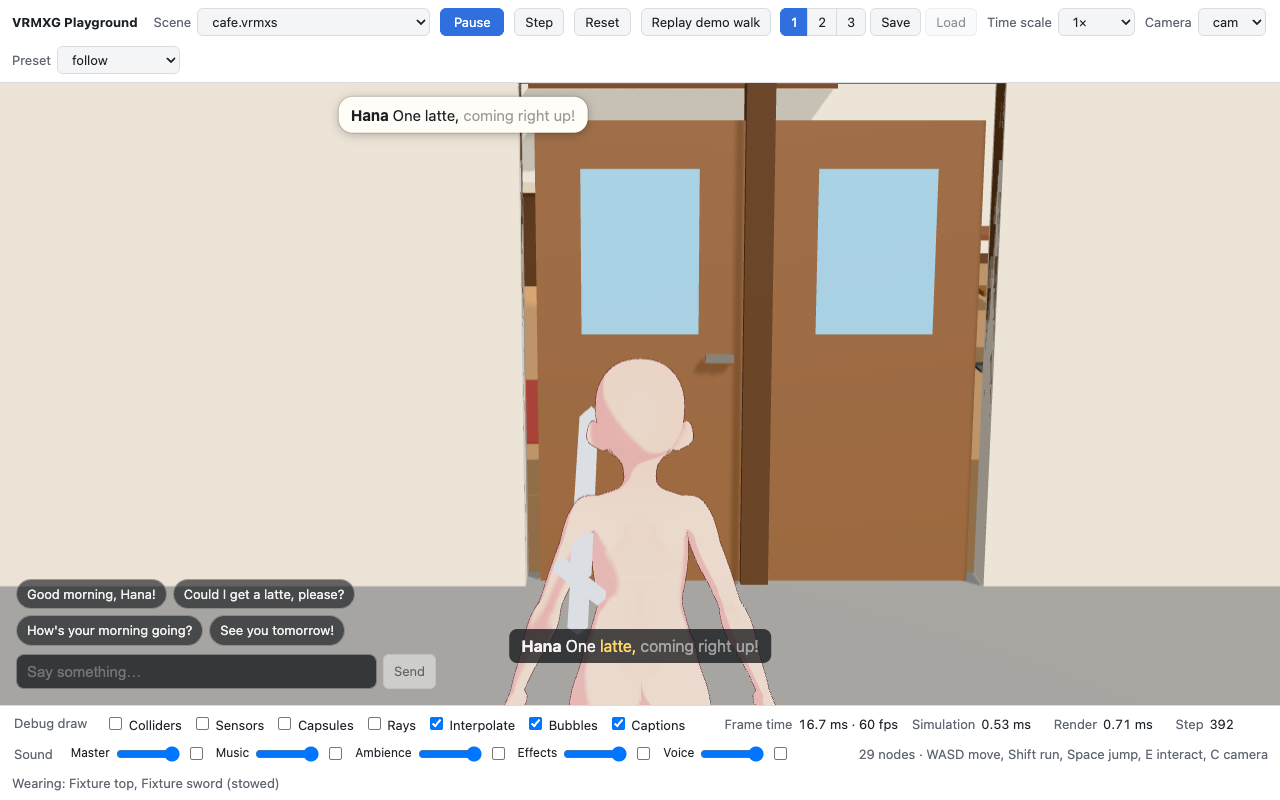 VRMXG Playground Scene cafe.vrmxs Pause Step Reset Replay demo walk 1 2 3 Save Load Time scale 1× Camera cam
Preset follow
Hana One latte, coming right up!
Good morning, Hana! Could I get a latte, please?
How's your morning going? See you tomorrow!
Hana One latte, coming right up!
Say something... Send
Debug draw Colliders Sensors Capsules Rays Interpolate Bubbles Captions Frame time 16.7 ms · 60 fps Simulation 0.53 ms Render 0.71 ms Step 392
Sound Master Music Ambience Effects Voice 29 nodes · WASD move, Shift run, Space jump, E interact, C camera
Wearing: Fixture top, Fixture sword (stowed)